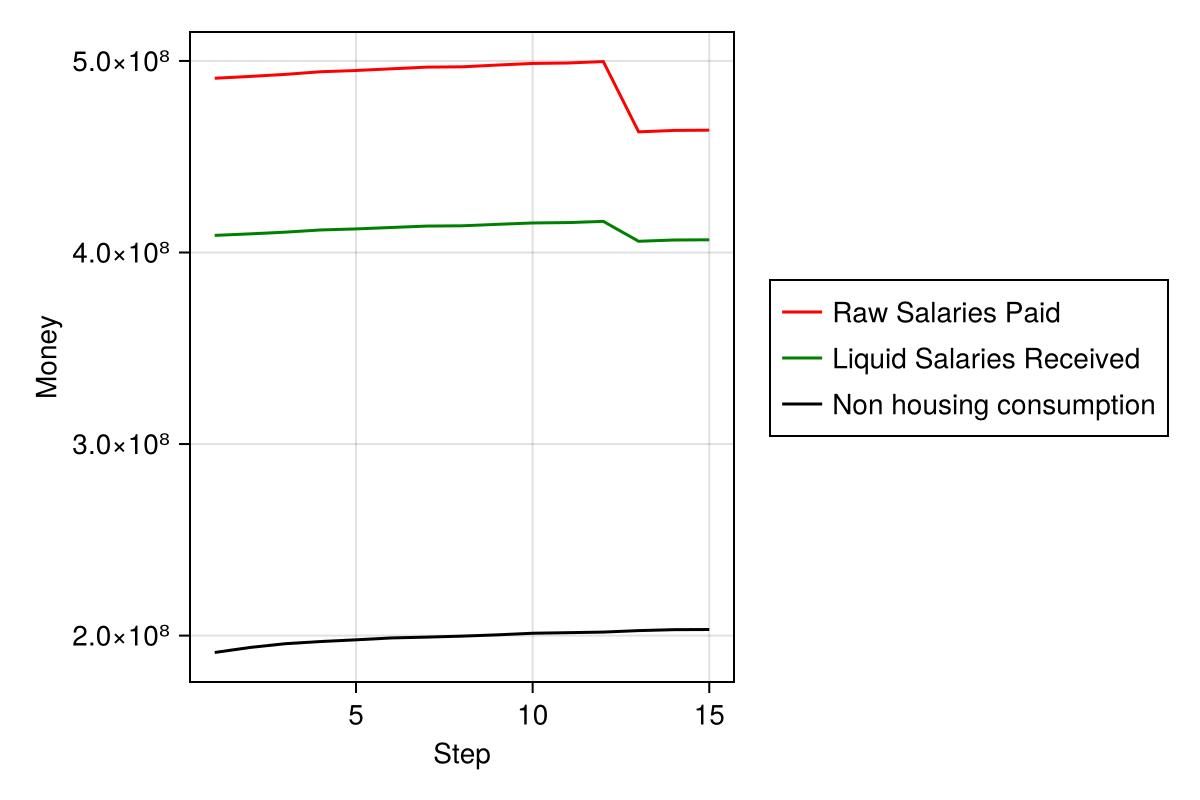 5.0×10⁸
4.0×10⁸
3.0×10⁸
2.0×10⁸
Money
5 10 15
Step
Raw Salaries Paid
Liquid Salaries Received
Non housing consumption